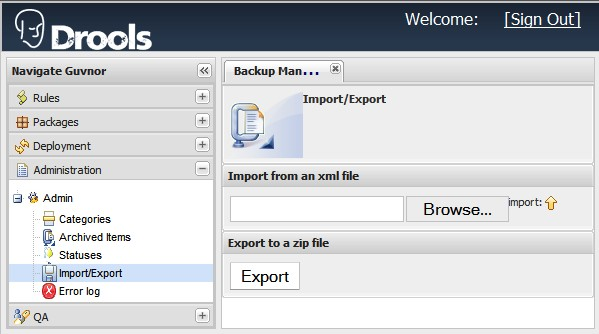 Welcome: [Sign Out]
Drools
Navigate Guvnor
Rules
Packages
Deployment
Administration
Admin
Categories
Archived Items
Statuses
Import/Export
Error log
QA
Backup Man...
Import/Export
Import from an xml file
Browse... import:
Export to a zip file
Export